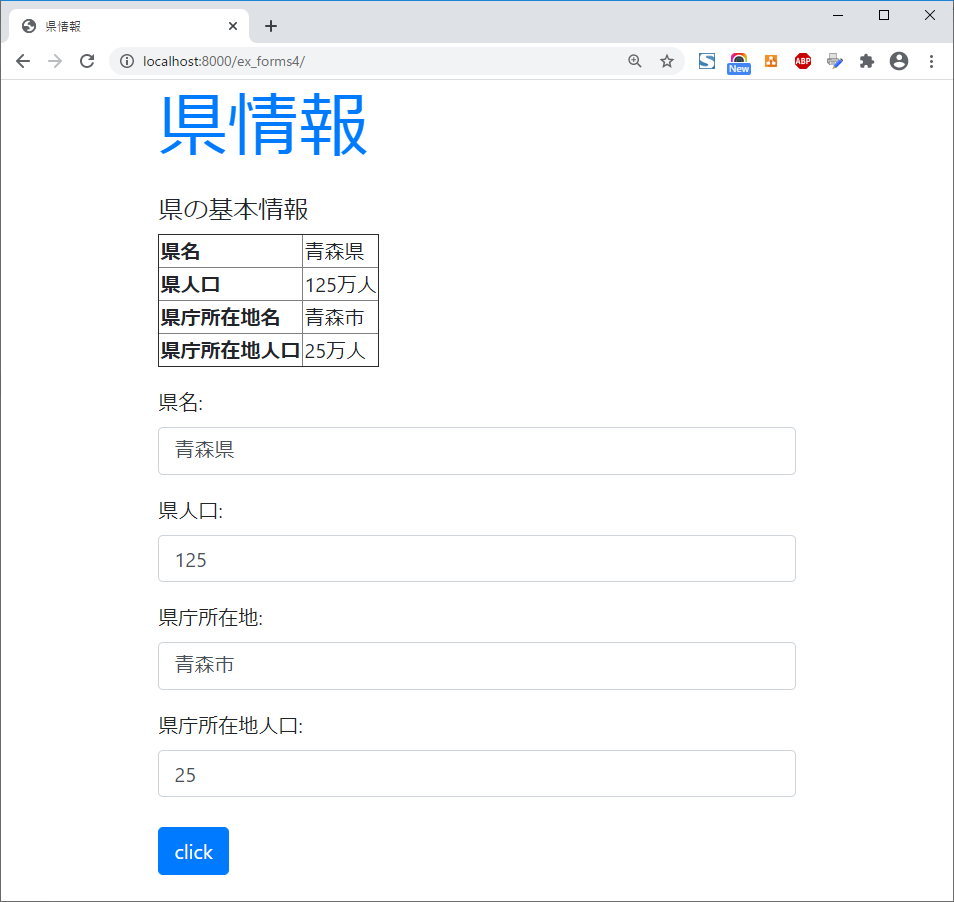 県情報
localhost:8000/ex_forms4/
New
ABP
県情報
県の基本情報
県名 青森県
県人口 125万人
県庁所在地名 青森市
県庁所在地人口 25万人
県名:
青森県
県人口:
125
県庁所在地:
青森市
県庁所在地人口:
25
click